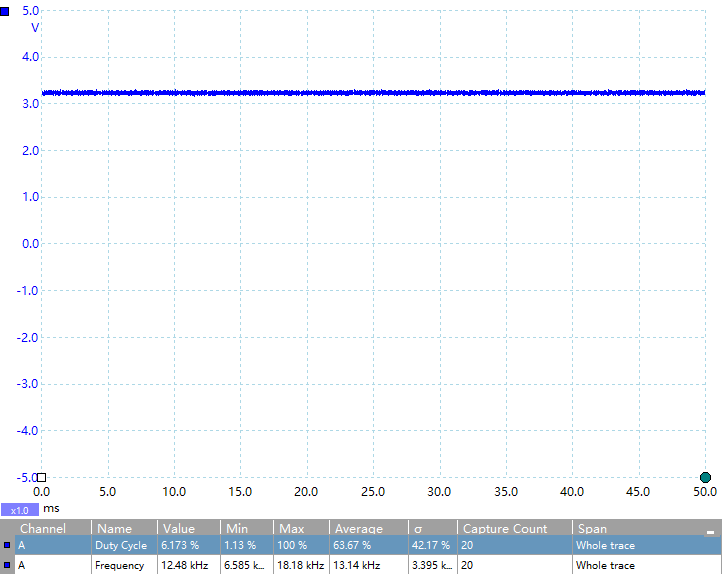 5.0
V
4.0
3.0
2.0
1.0
0.0
-1.0
-2.0
-3.0
-4.0
-5.0
0.0 5.0 10.0 15.0 20.0 25.0 30.0 35.0 40.0 45.0 50.0
x1.0 ms
Channel Name Value Min Max Average σ Capture Count Span
A Duty Cycle 6.173 % 1.13 % 100 % 63.67 % 42.17 % 20 Whole trace
A Frequency 12.48 kHz 6.585 k... 18.18 kHz 13.14 kHz 3.395 k... 20 Whole trace